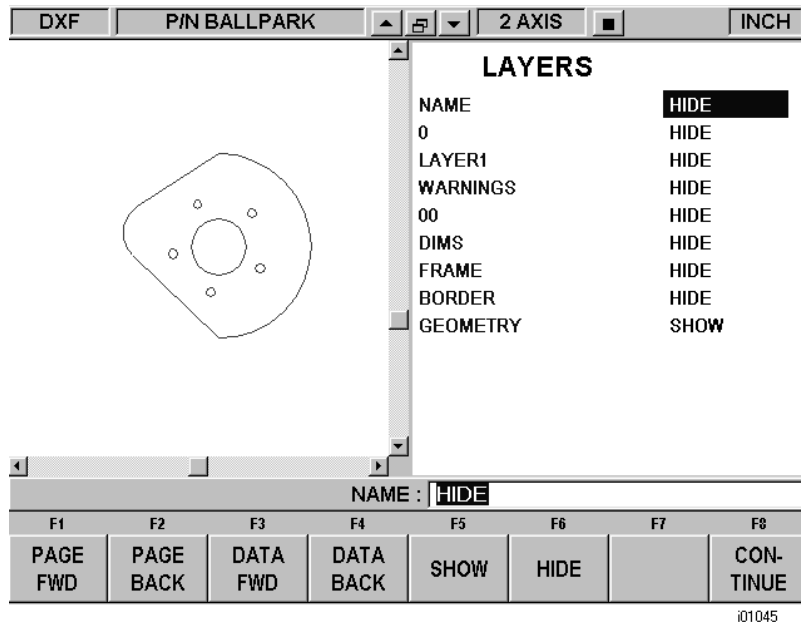 DXF P/N BALLPARK 2 AXIS INCH
LAYERS
NAME HIDE
0 HIDE
LAYER1 HIDE
WARNINGS HIDE
00 HIDE
DIMS HIDE
FRAME HIDE
BORDER HIDE
GEOMETRY SHOW
NAME : HIDE
F1 F2 F3 F4 F5 F6 F7 F8
PAGE FWD PAGE BACK DATA FWD DATA BACK SHOW HIDE CON-TINUE
i01045